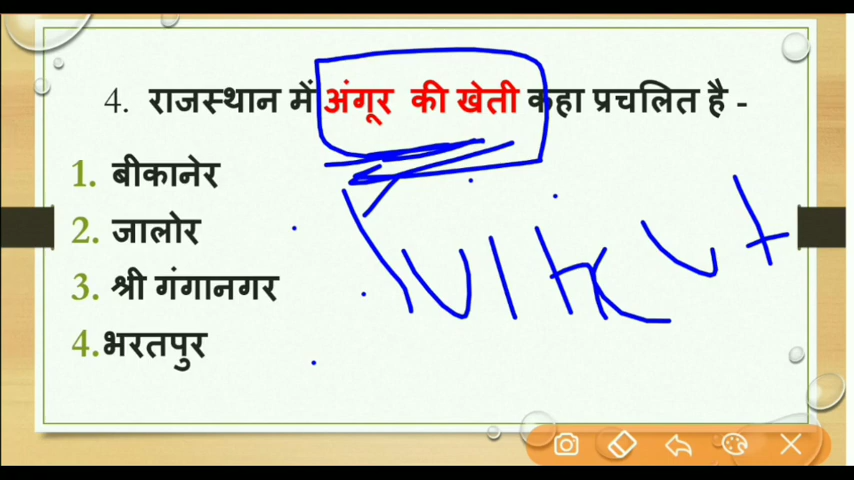 4. राजस्थान में अंगूर की खेती कहा प्रचलित है -
1. बीकानेर
2. जालोर
3. श्री गंगानगर
4.भरतपुर